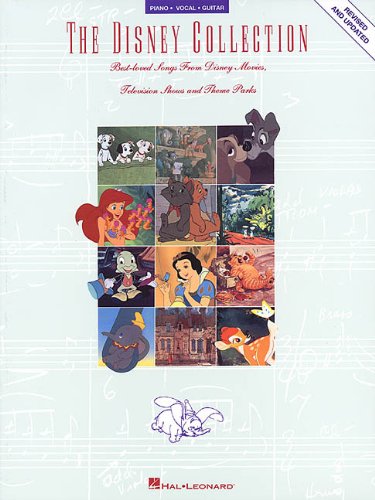 PIANO • VOCAL • GUITAR
THE DISNEY COLLECTION
REVISED
AND UPDATED
Best-loved Songs From Disney Movies,
Television Shows and Theme Parks
HAL•LEONARD®